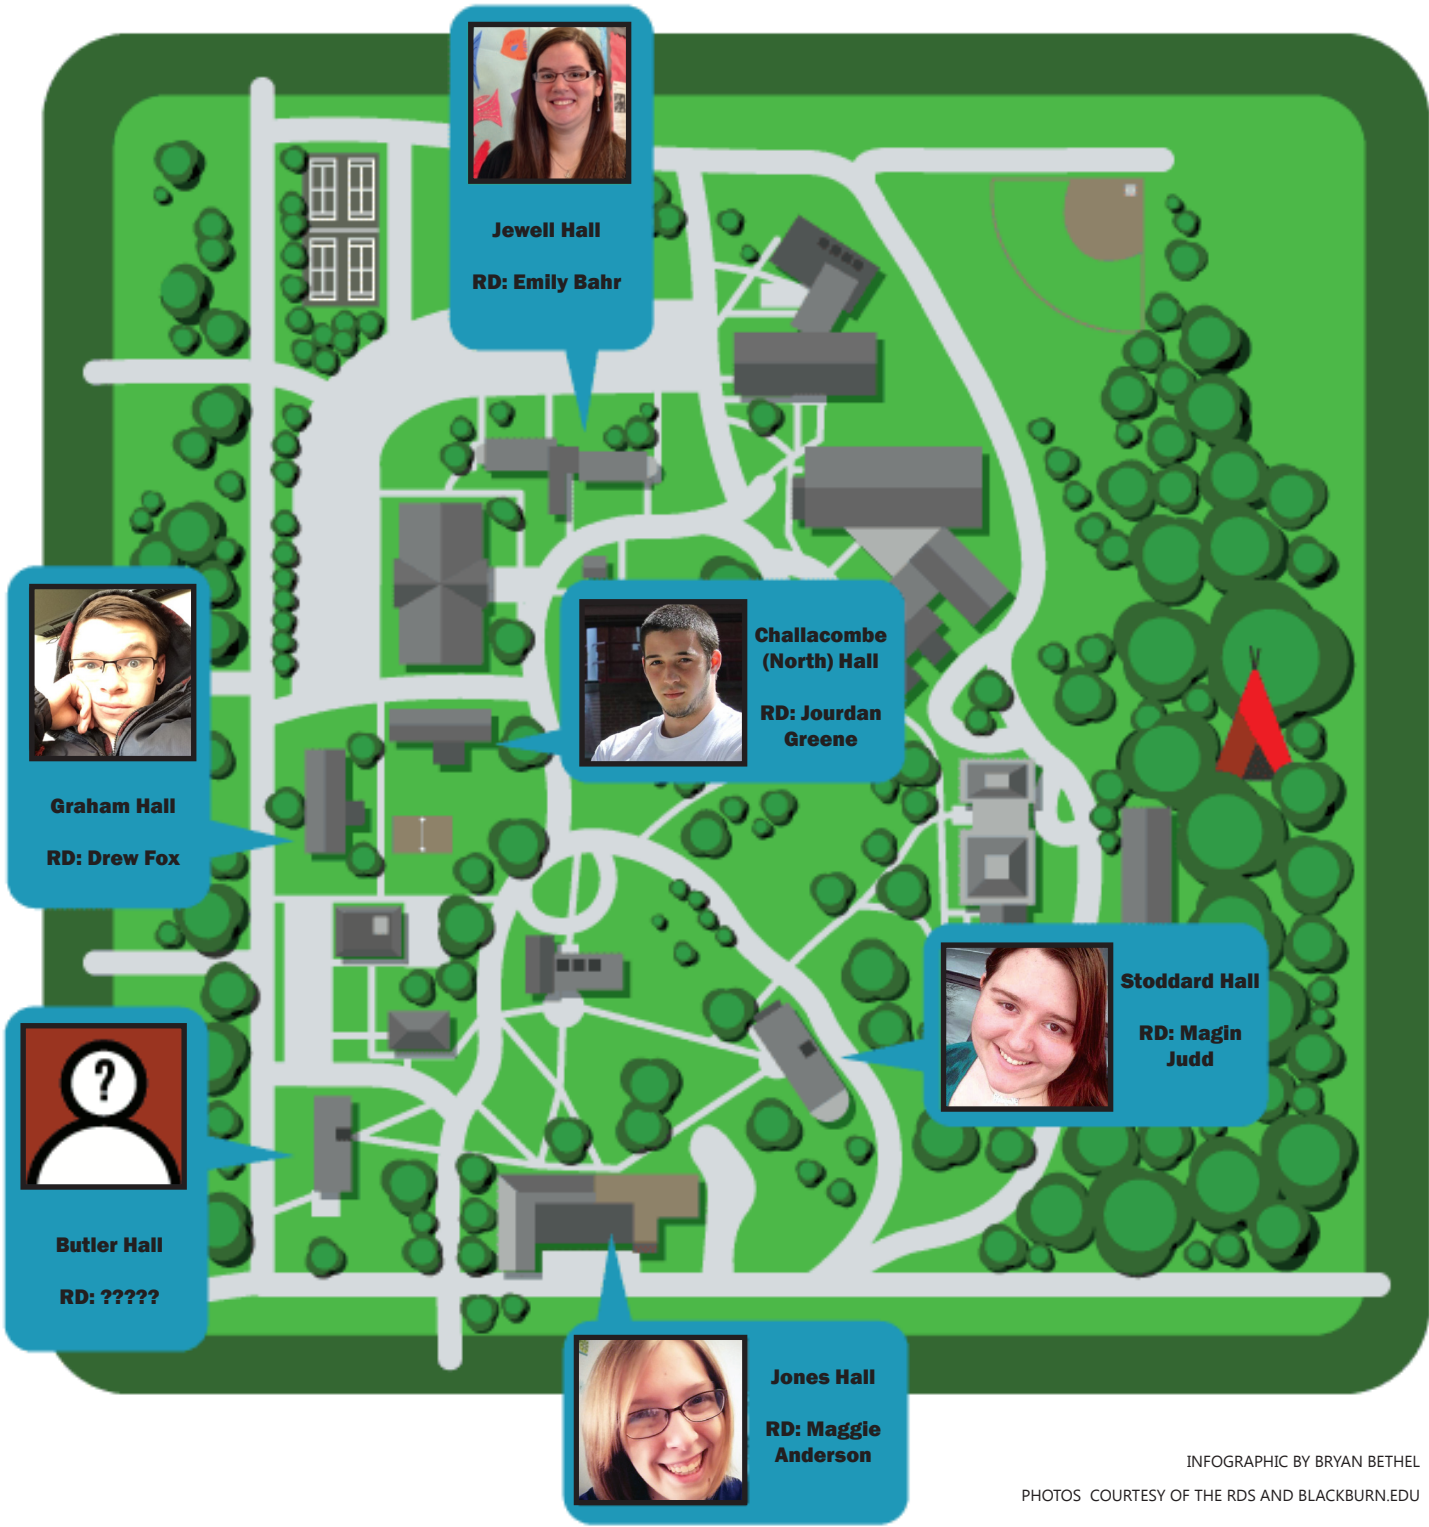 Jewell Hall
RD: Emily Bahr
Challacombe
(North) Hall
RD: Jourdan
Greene
Graham Hall
RD: Drew Fox
Stoddard Hall
RD: Magin
Judd
?
Butler Hall
RD: ?????
Jones Hall
RD: Maggie
Anderson
INFOGRAPHIC BY BRYAN BETHEL
PHOTOS COURTESY OF THE RDS AND BLACKBURN.EDU